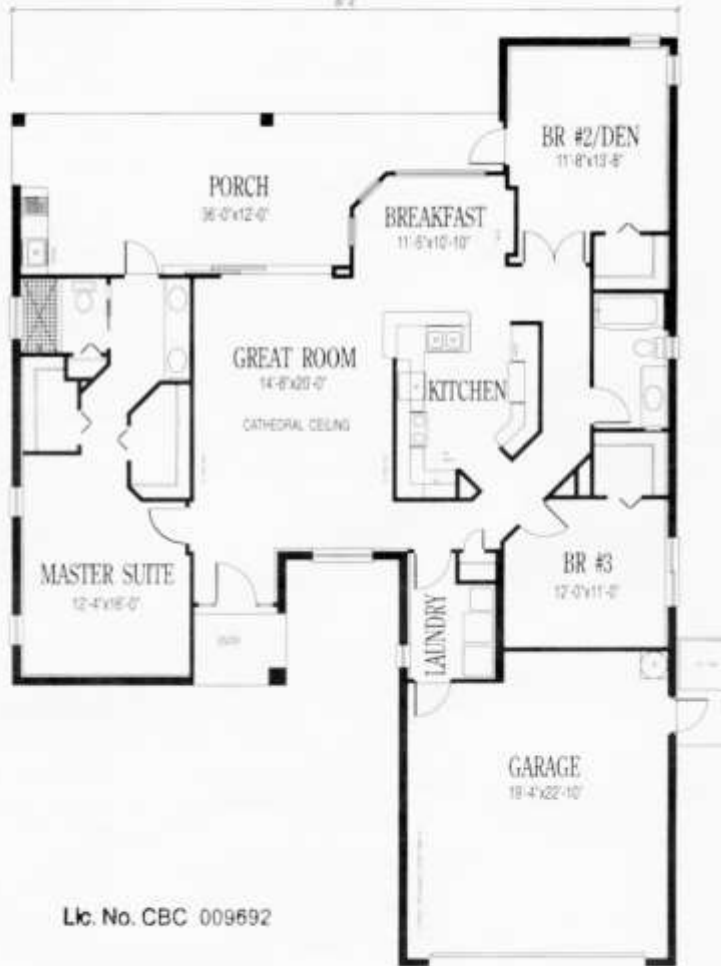 BR #2/DEN
11'-8"x13'-8"
PORCH
36'-0"x12'-0"
BREAKFAST
11'-5"x10'-10"
GREAT ROOM
14'-8"x20'-0"
CATHEDRAL CEILING
KITCHEN
MASTER SUITE
12'-4"x16'-0"
BR #3
12'-0"x11'-0"
LAUNDRY
GARAGE
19'-4"x22'-10"
Lic. No. CBC 009692